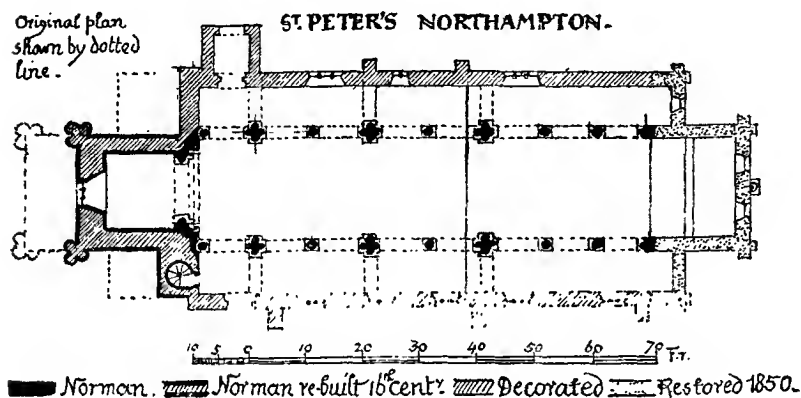 Original plan
shown by dotted
line.
ST. PETER'S NORTHAMPTON.
10 5 0 10 20 30 40 50 60 70 FT.
Norman. Norman re-built 16th centy. Decorated Restored 1850.